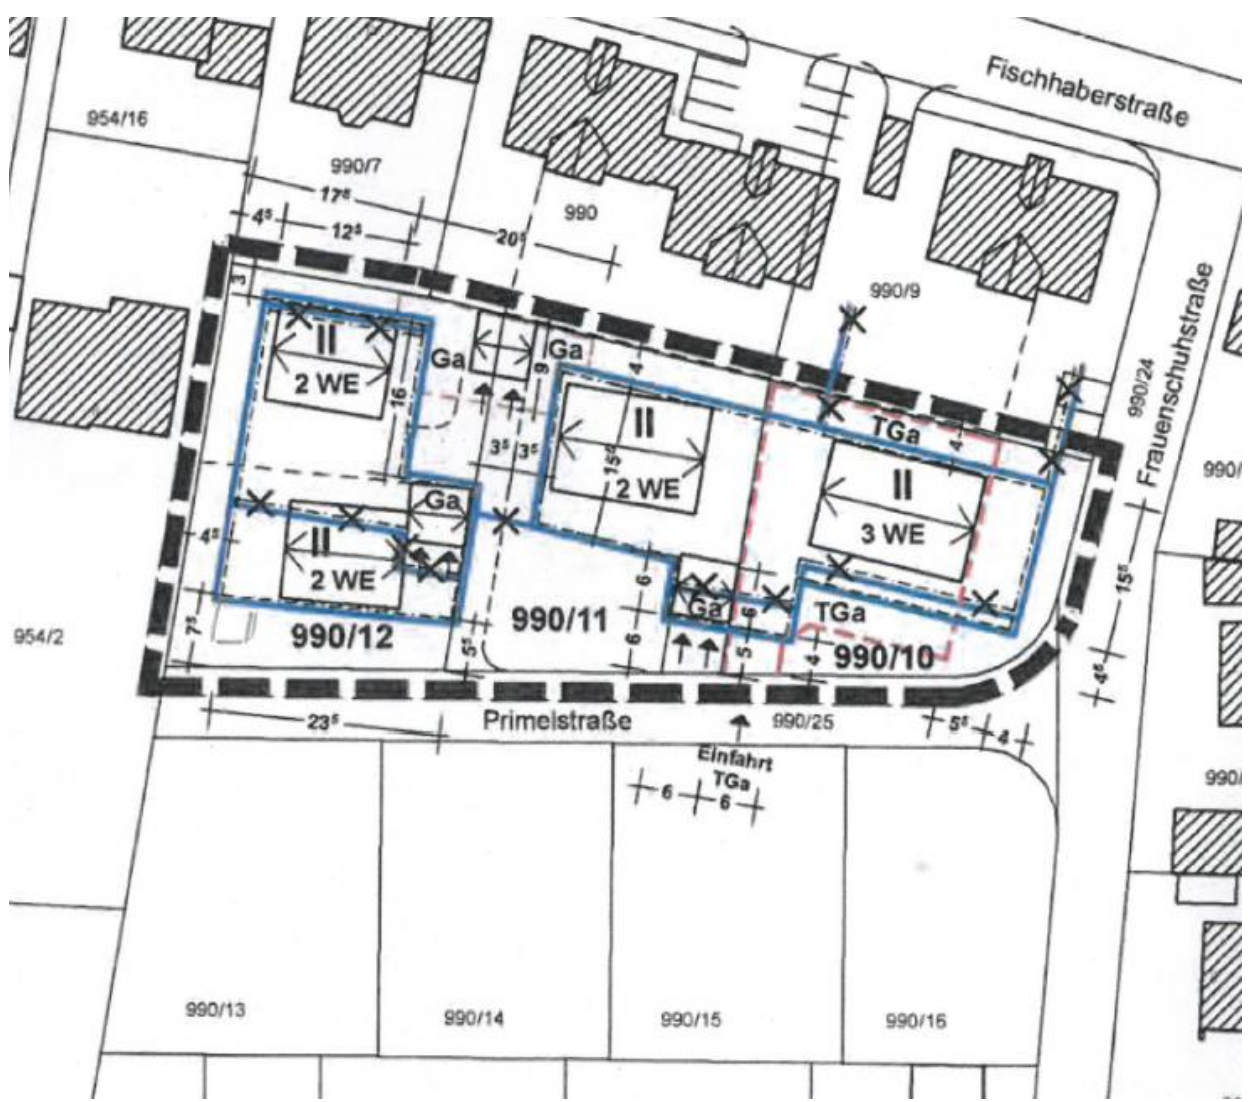 Fischhaberstraße
954/16
990/7
17⁵
990
4⁵
12⁵
20⁵
990/9
3
Frauenschuhstraße
990/24
Ga
Ga
9
4
II
2 WE
16
TGa
4
II
2 WE
3⁵
3⁵
15⁵
II
3 WE
990/
Ga
4⁵
II
2 WE
6
6
Ga
6
TGa
15⁵
954/2
7⁵
990/12
990/11
5⁵
5
4
990/10
4⁵
23⁵
Primelstraße
990/25
5⁵
4
Einfahrt
TGa
6
6
990/
990/13
990/14
990/15
990/16